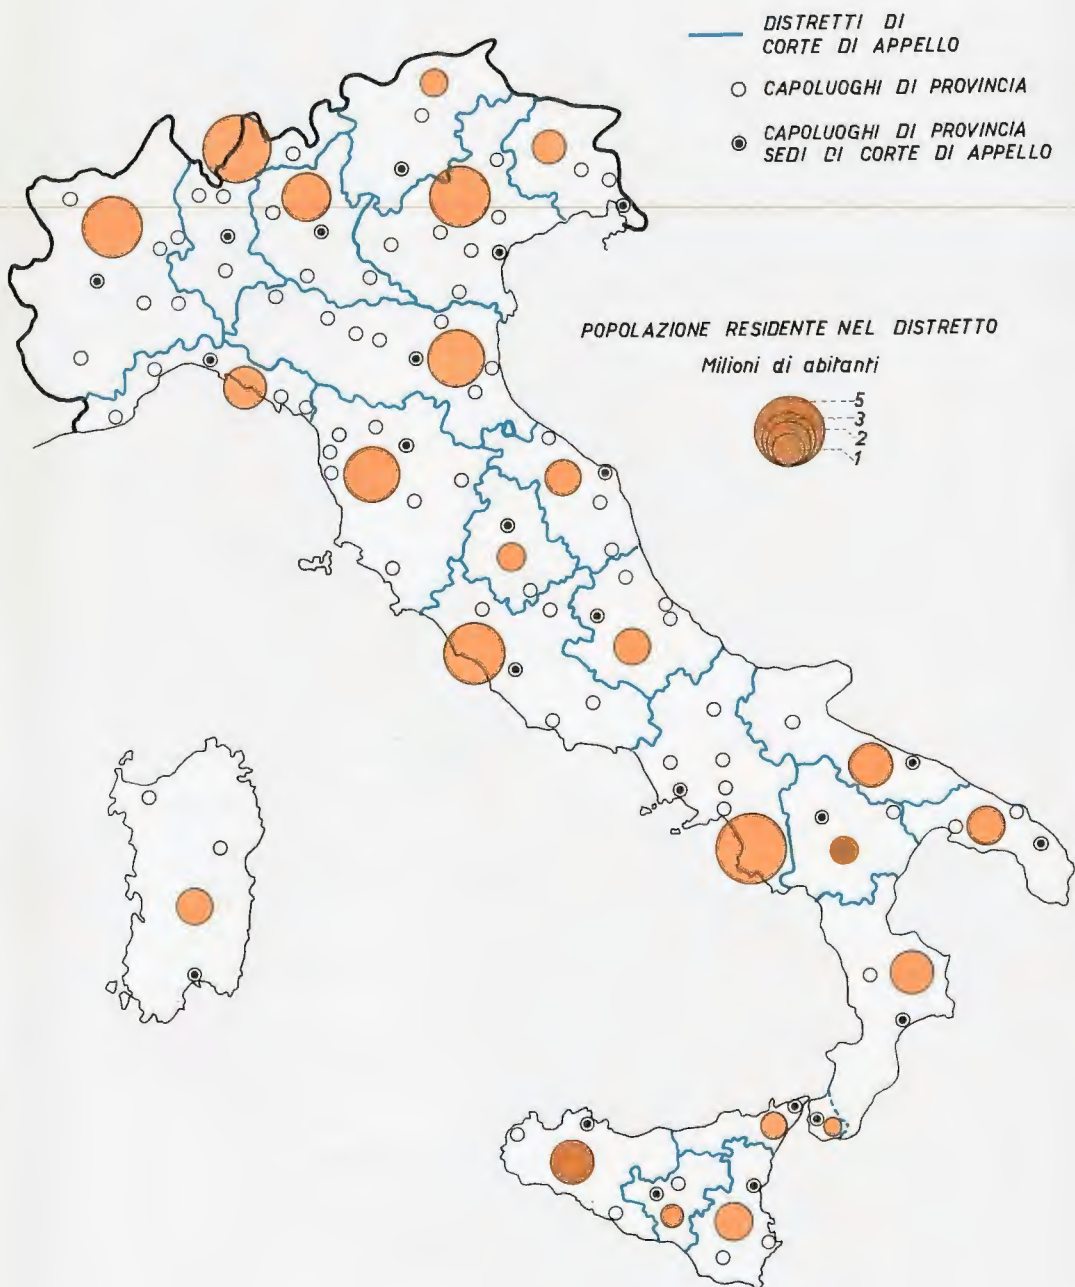 DISTRETTI DI
CORTE DI APPELLO
CAPOLUOGHI DI PROVINCIA
CAPOLUOGHI DI PROVINCIA
SEDI DI CORTE DI APPELLO
POPOLAZIONE RESIDENTE NEL DISTRETTO
Milioni di abitanti
5
3
2
1